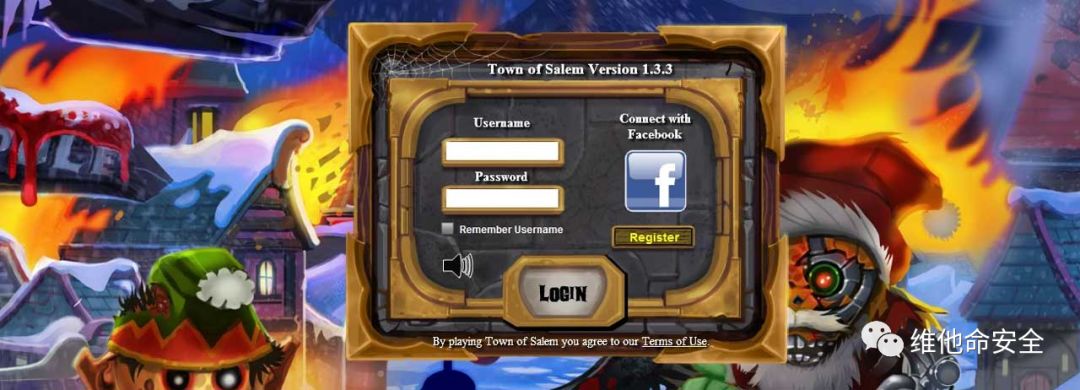 Town of Salem Version 1.3.3
Username
Connect with
Facebook
f
Password
Remember Username
Register
LOGIN
By playing Town of Salem you agree to our Terms of Use.
维他命安全